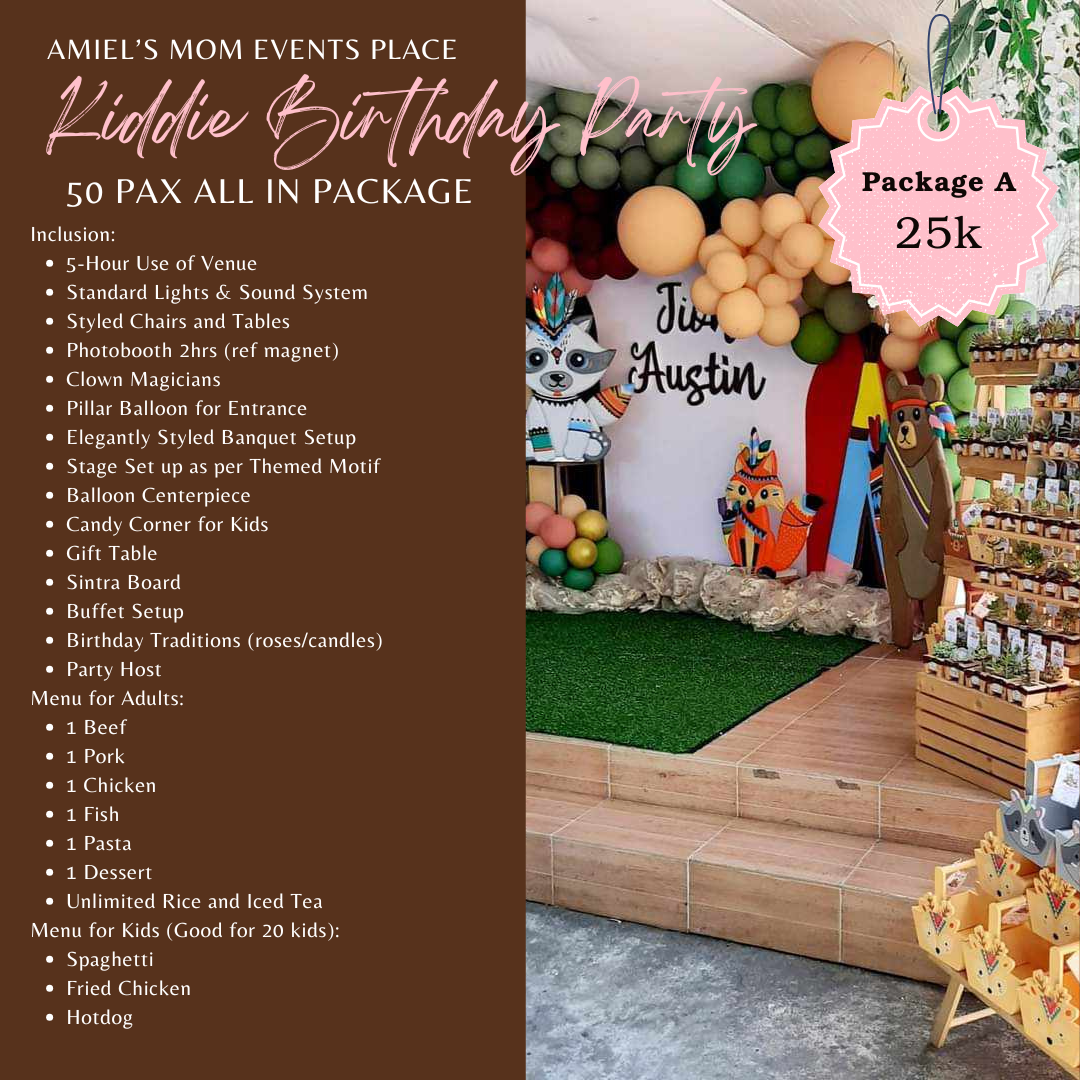 AMIEL'S MOM EVENTS PLACE
Kiddie Birthday Party
50 PAX ALL IN PACKAGE
Package A
25k
Inclusion:
• 5-Hour Use of Venue
• Standard Lights & Sound System
• Styled Chairs and Tables
• Photobooth 2hrs (ref magnet)
• Clown Magicians
• Pillar Balloon for Entrance
• Elegantly Styled Banquet Setup
• Stage Set up as per Themed Motif
• Balloon Centerpiece
• Candy Corner for Kids
• Gift Table
• Sintra Board
• Buffet Setup
• Birthday Traditions (roses/candles)
• Party Host
Menu for Adults:
• 1 Beef
• 1 Pork
• 1 Chicken
• 1 Fish
• 1 Pasta
• 1 Dessert
• Unlimited Rice and Iced Tea
Menu for Kids (Good for 20 kids):
• Spaghetti
• Fried Chicken
• Hotdog
Austin